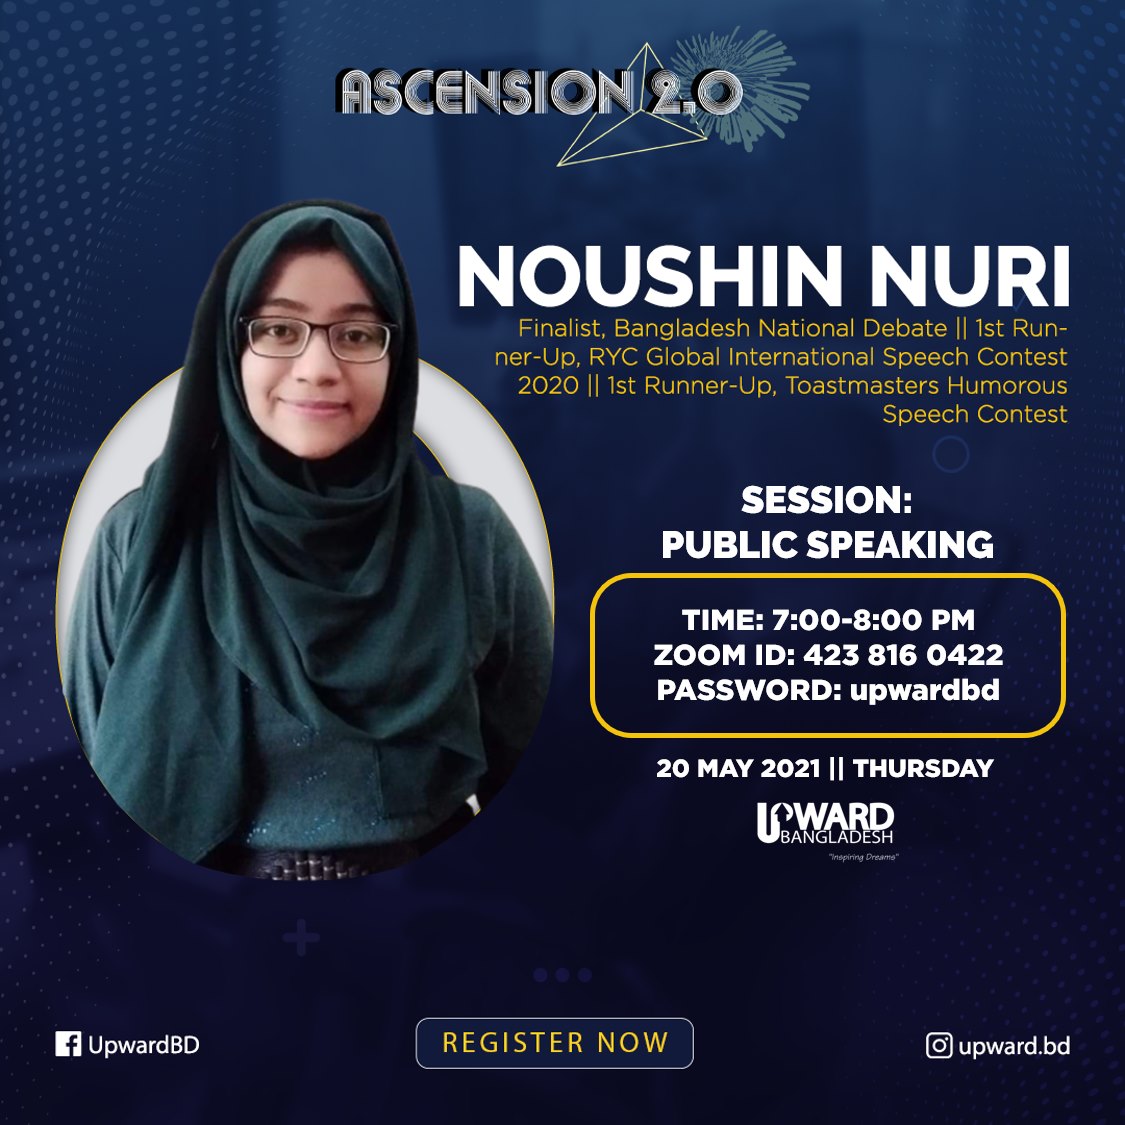 ASCENSION 2.0
NOUSHIN NURI
Finalist, Bangladesh National Debate || 1st Run-
ner-Up, RYC Global International Speech Contest
2020 || 1st Runner-Up, Toastmasters Humorous
Speech Contest
SESSION:
PUBLIC SPEAKING
TIME: 7:00-8:00 PM
ZOOM ID: 423 816 0422
PASSWORD: upwardbd
20 MAY 2021 || THURSDAY
UPWARD
BANGLADESH
"Inspiring Dreams"
UpwardBD
REGISTER NOW
upward.bd